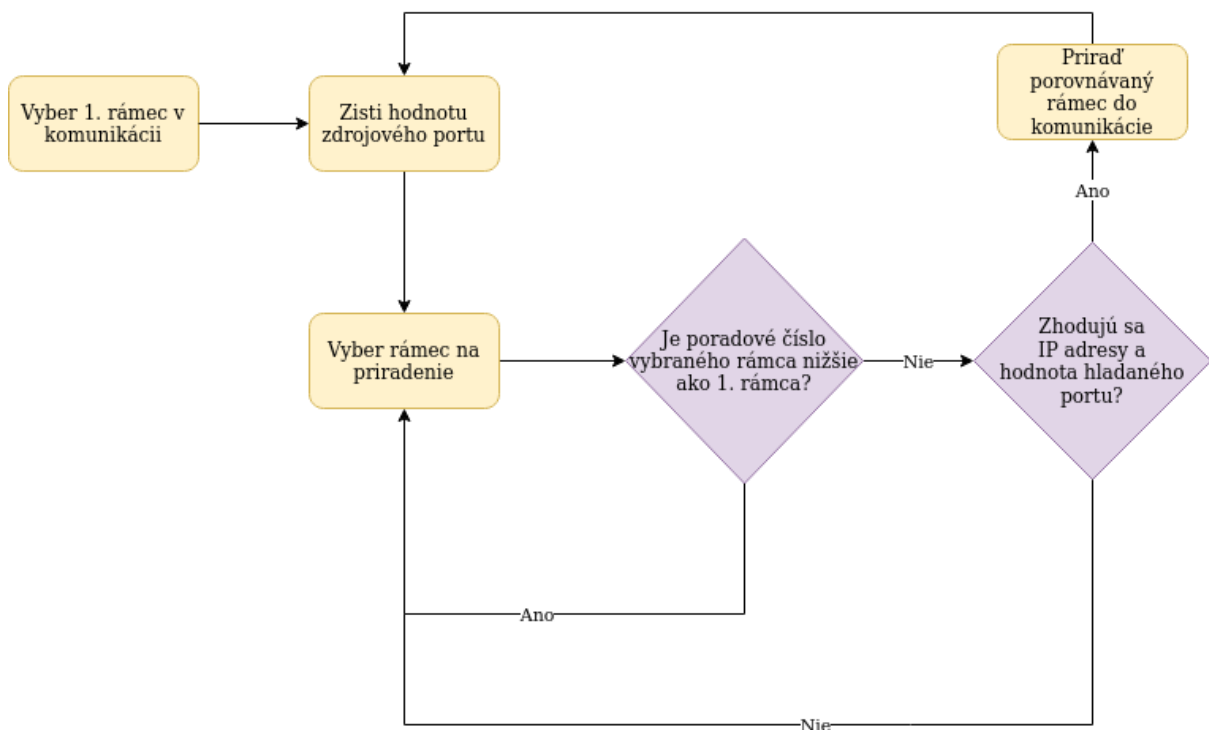 Vyber 1. rámec v
komunikácii
Zisti hodnotu
zdrojového portu
Priraď
porovnávaný
rámec do
komunikácie
Ano
Vyber rámec na
priradenie
Je poradové číslo
vybraného rámca nižšie
ako 1. rámca?
Nie
Zhodujú sa
IP adresy a
hodnota hladaného
portu?
Ano
Nie